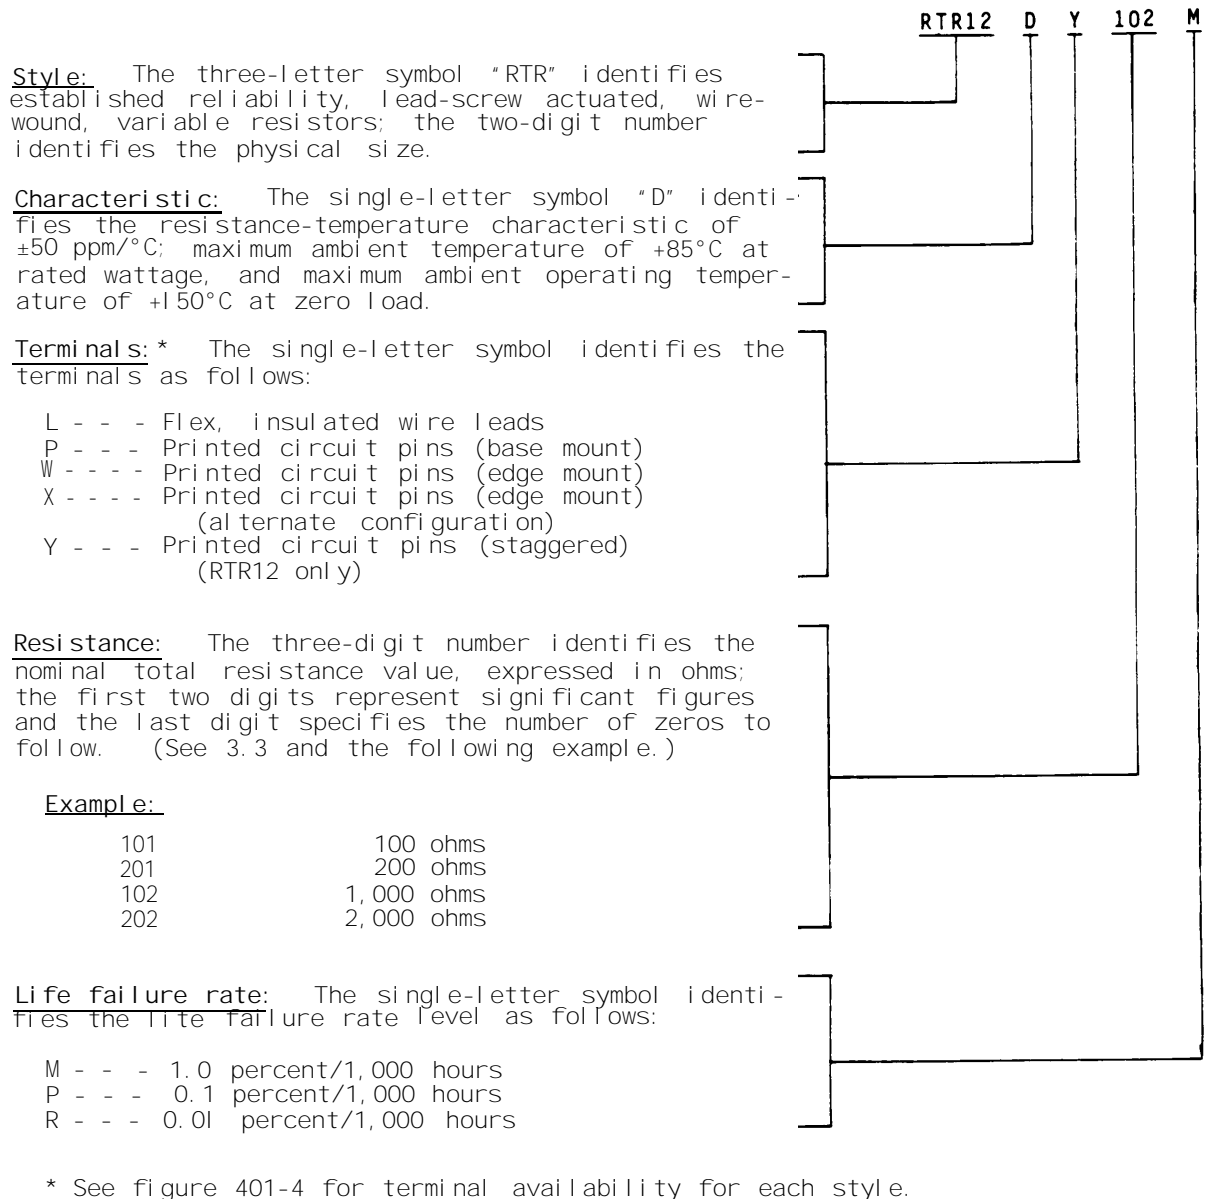 RTR12 D Y 102 M
Style: The three-letter symbol "RTR" identifies
established reliability, lead-screw actuated, wire-
wound, variable resistors; the two-digit number
identifies the physical size.
Characteristic: The single-letter symbol "D" identi-
fies the resistance-temperature characteristic of
±50 ppm/°C; maximum ambient temperature of +85°C at
rated wattage, and maximum ambient operating temper-
ature of +l50°C at zero load.
Terminals: * The single-letter symbol identifies the
terminals as follows:
L - - - Flex, insulated wire leads
P - - - Printed circuit pins (base mount)
W - - - - Printed circuit pins (edge mount)
X - - - - Printed circuit pins (edge mount)
(alternate configuration)
Y - - - Printed circuit pins (staggered)
(RTR12 only)
Resistance: The three-digit number identifies the
nominal total resistance value, expressed in ohms;
the first two digits represent significant figures
and the last digit specifies the number of zeros to
follow. (See 3.3 and the following example.)
Example:
101 100 ohms
201 200 ohms
102 1,000 ohms
202 2,000 ohms
Life failure rate: The single-letter symbol identi-
fies the lite failure rate level as follows:
M - - - 1.0 percent/1,000 hours
P - - - 0.1 percent/1,000 hours
R - - - 0.0l percent/1,000 hours
* See figure 401-4 for terminal availability for each style.